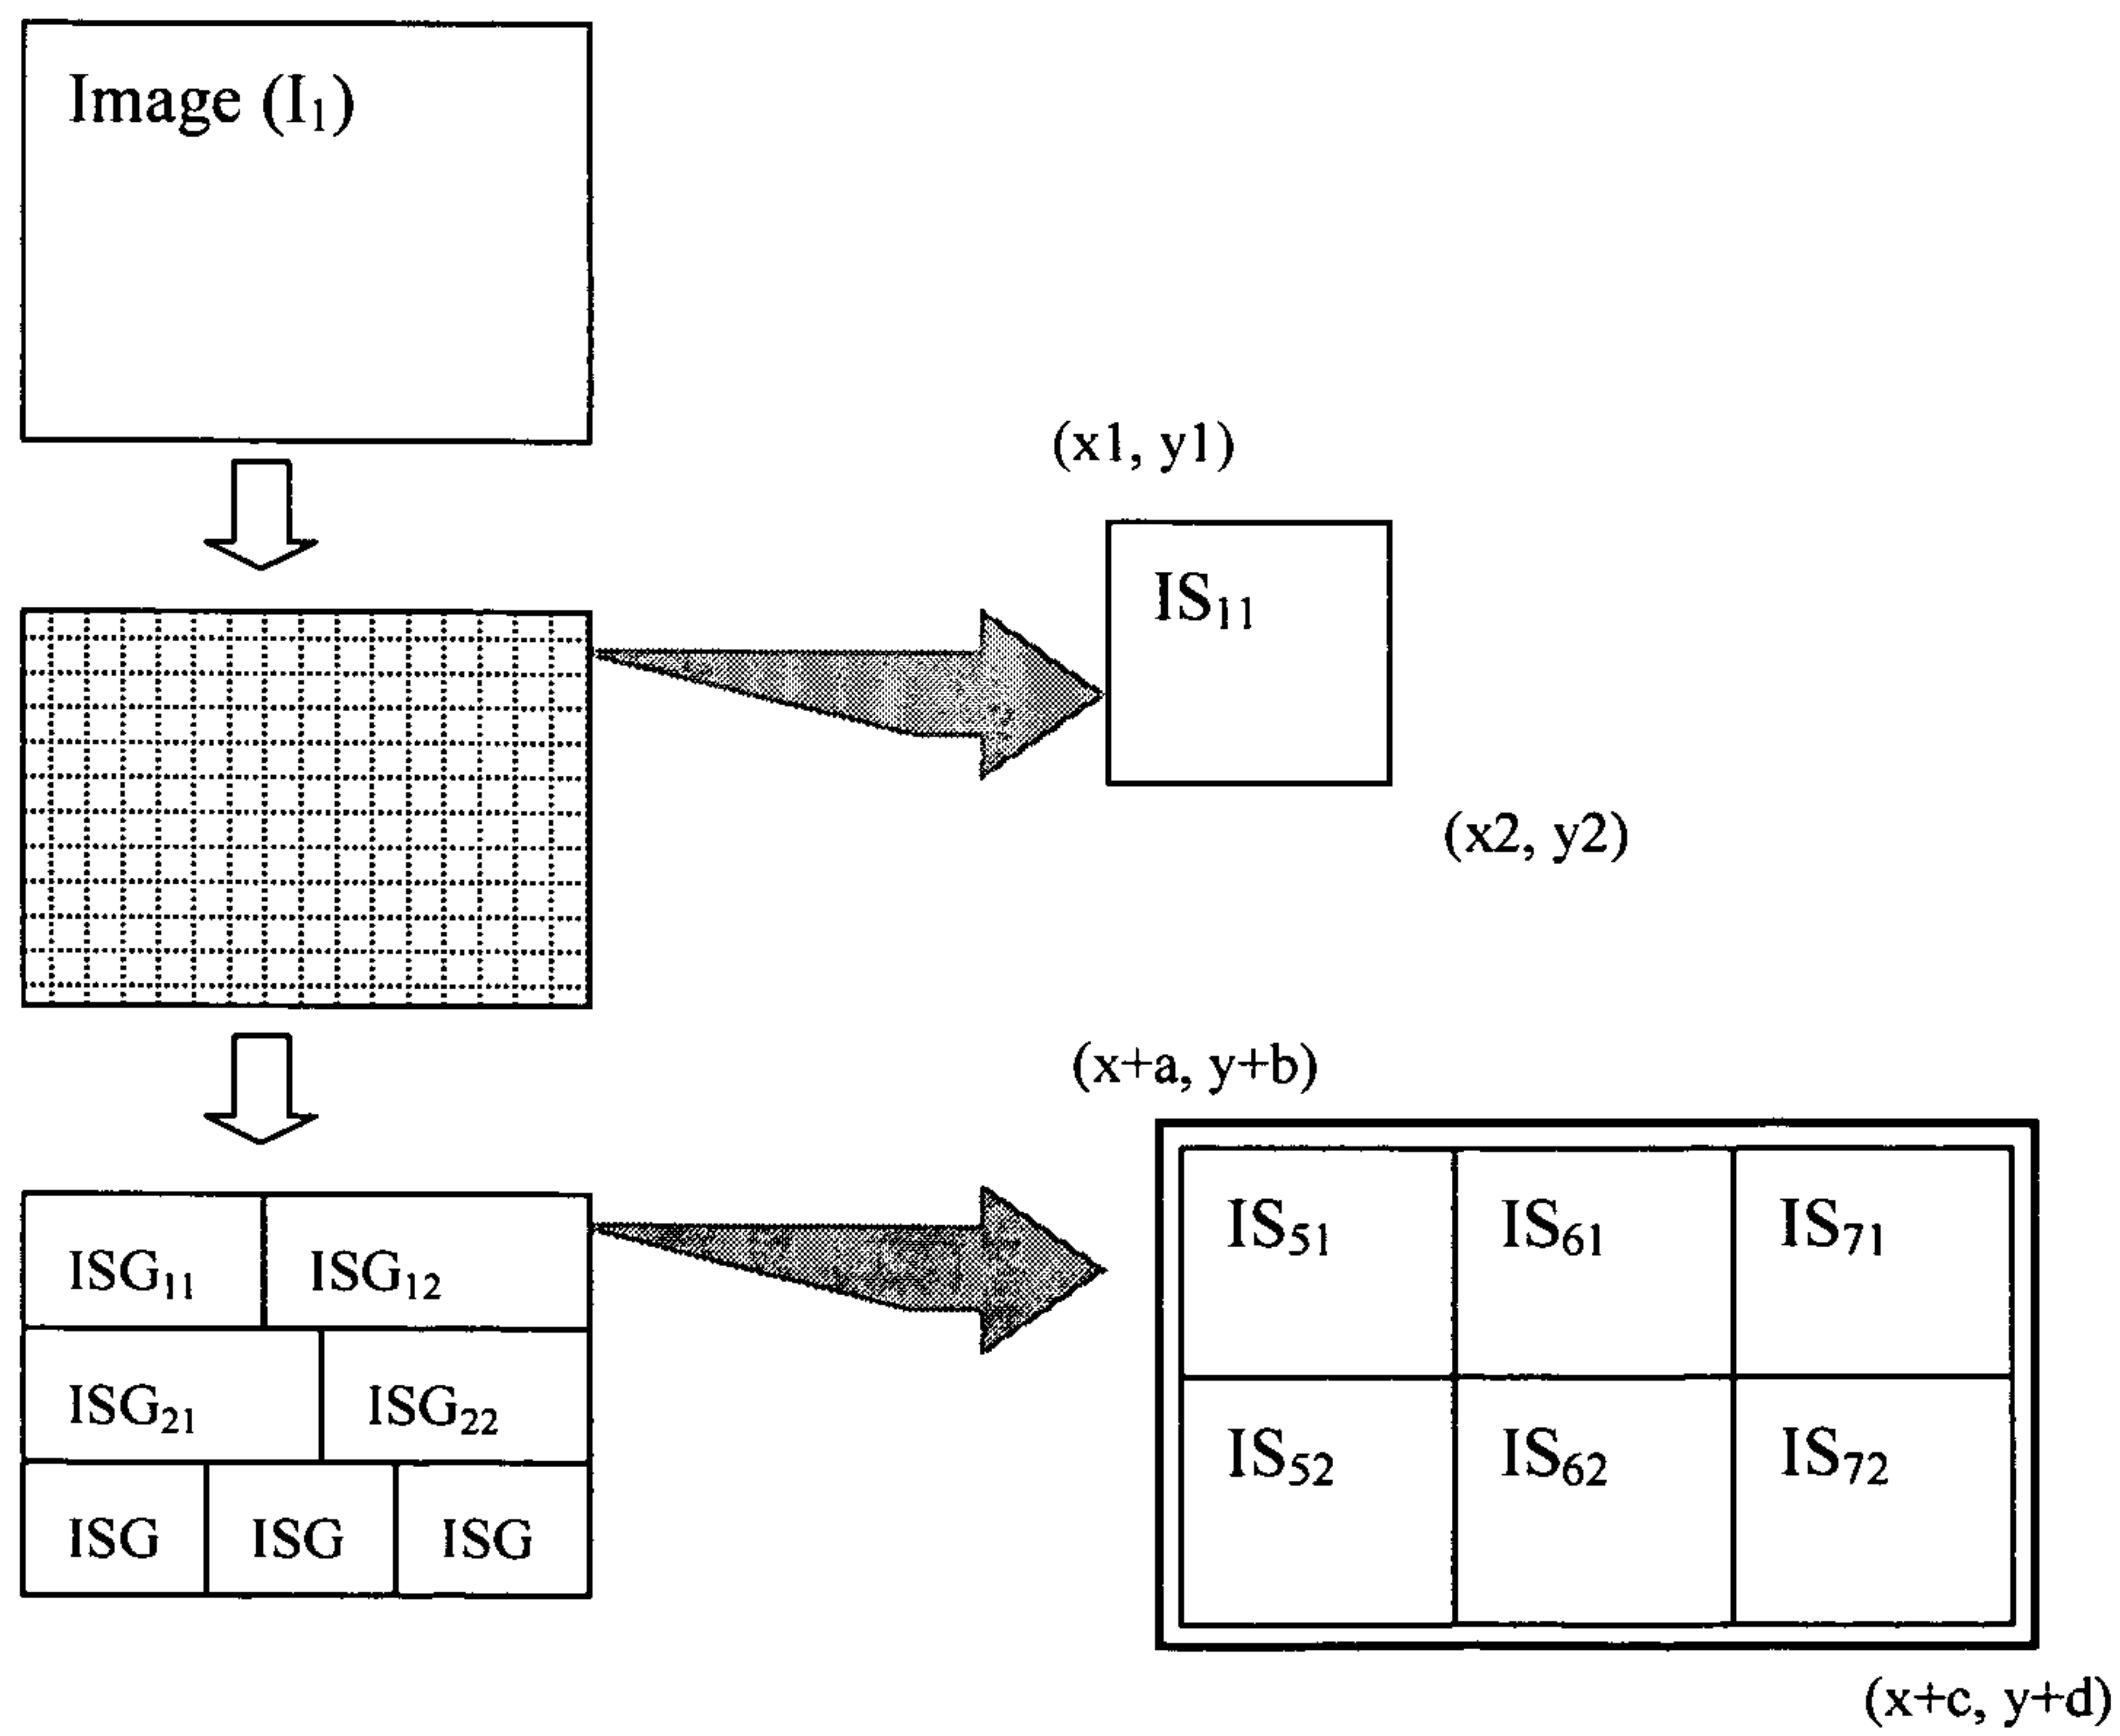 Image (I₁)
(x1, y1)
IS₁₁
(x2, y2)
(x+a, y+b)
ISG₁₁ ISG₁₂
ISG₂₁ ISG₂₂
ISG ISG ISG
IS₅₁ IS₆₁ IS₇₁
IS₅₂ IS₆₂ IS₇₂
(x+c, y+d)